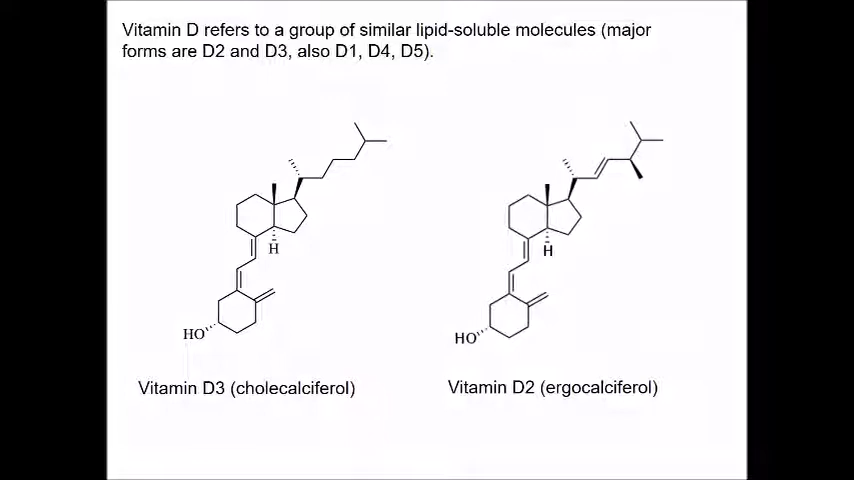 Vitamin D refers to a group of similar lipid-soluble molecules (major
forms are D2 and D3, also D1, D4, D5).
H
H
HO
HO
Vitamin D3 (cholecalciferol)
Vitamin D2 (ergocalciferol)